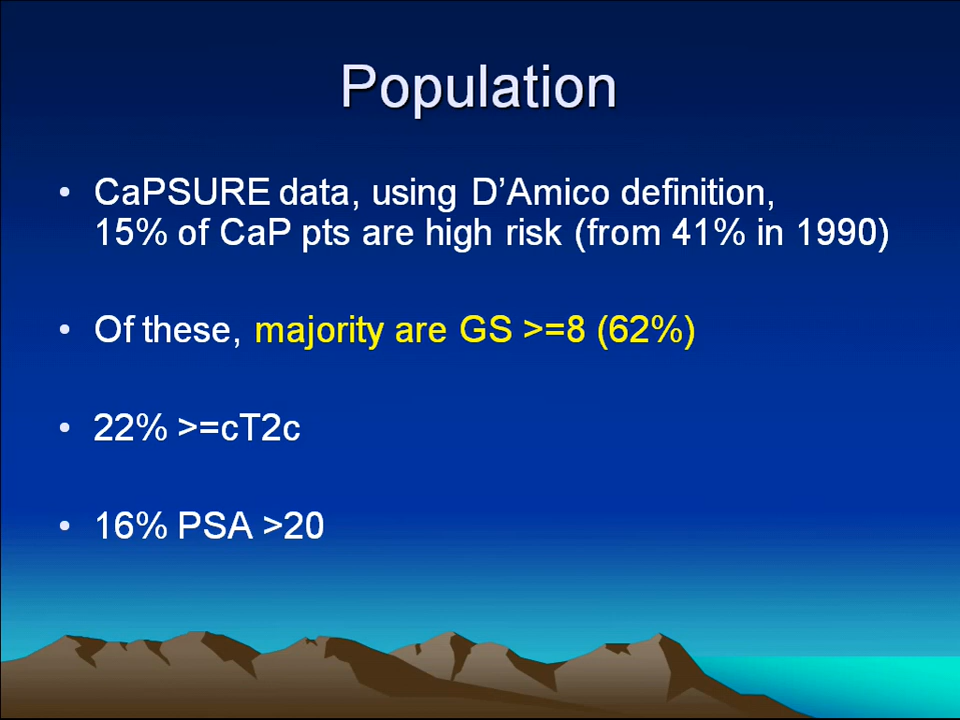 Population
• CaPSURE data, using D’Amico definition,
15% of CaP pts are high risk (from 41% in 1990)
• Of these, majority are GS >=8 (62%)
• 22% >=cT2c
• 16% PSA >20